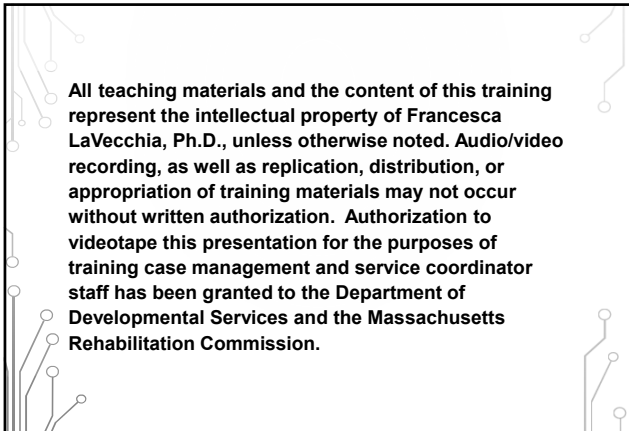 All teaching materials and the content of this training
represent the intellectual property of Francesca
LaVecchia, Ph.D., unless otherwise noted. Audio/video
recording, as well as replication, distribution, or
appropriation of training materials may not occur
without written authorization.  Authorization to
videotape this presentation for the purposes of
training case management and service coordinator
staff has been granted to the Department of
Developmental Services and the Massachusetts
Rehabilitation Commission.